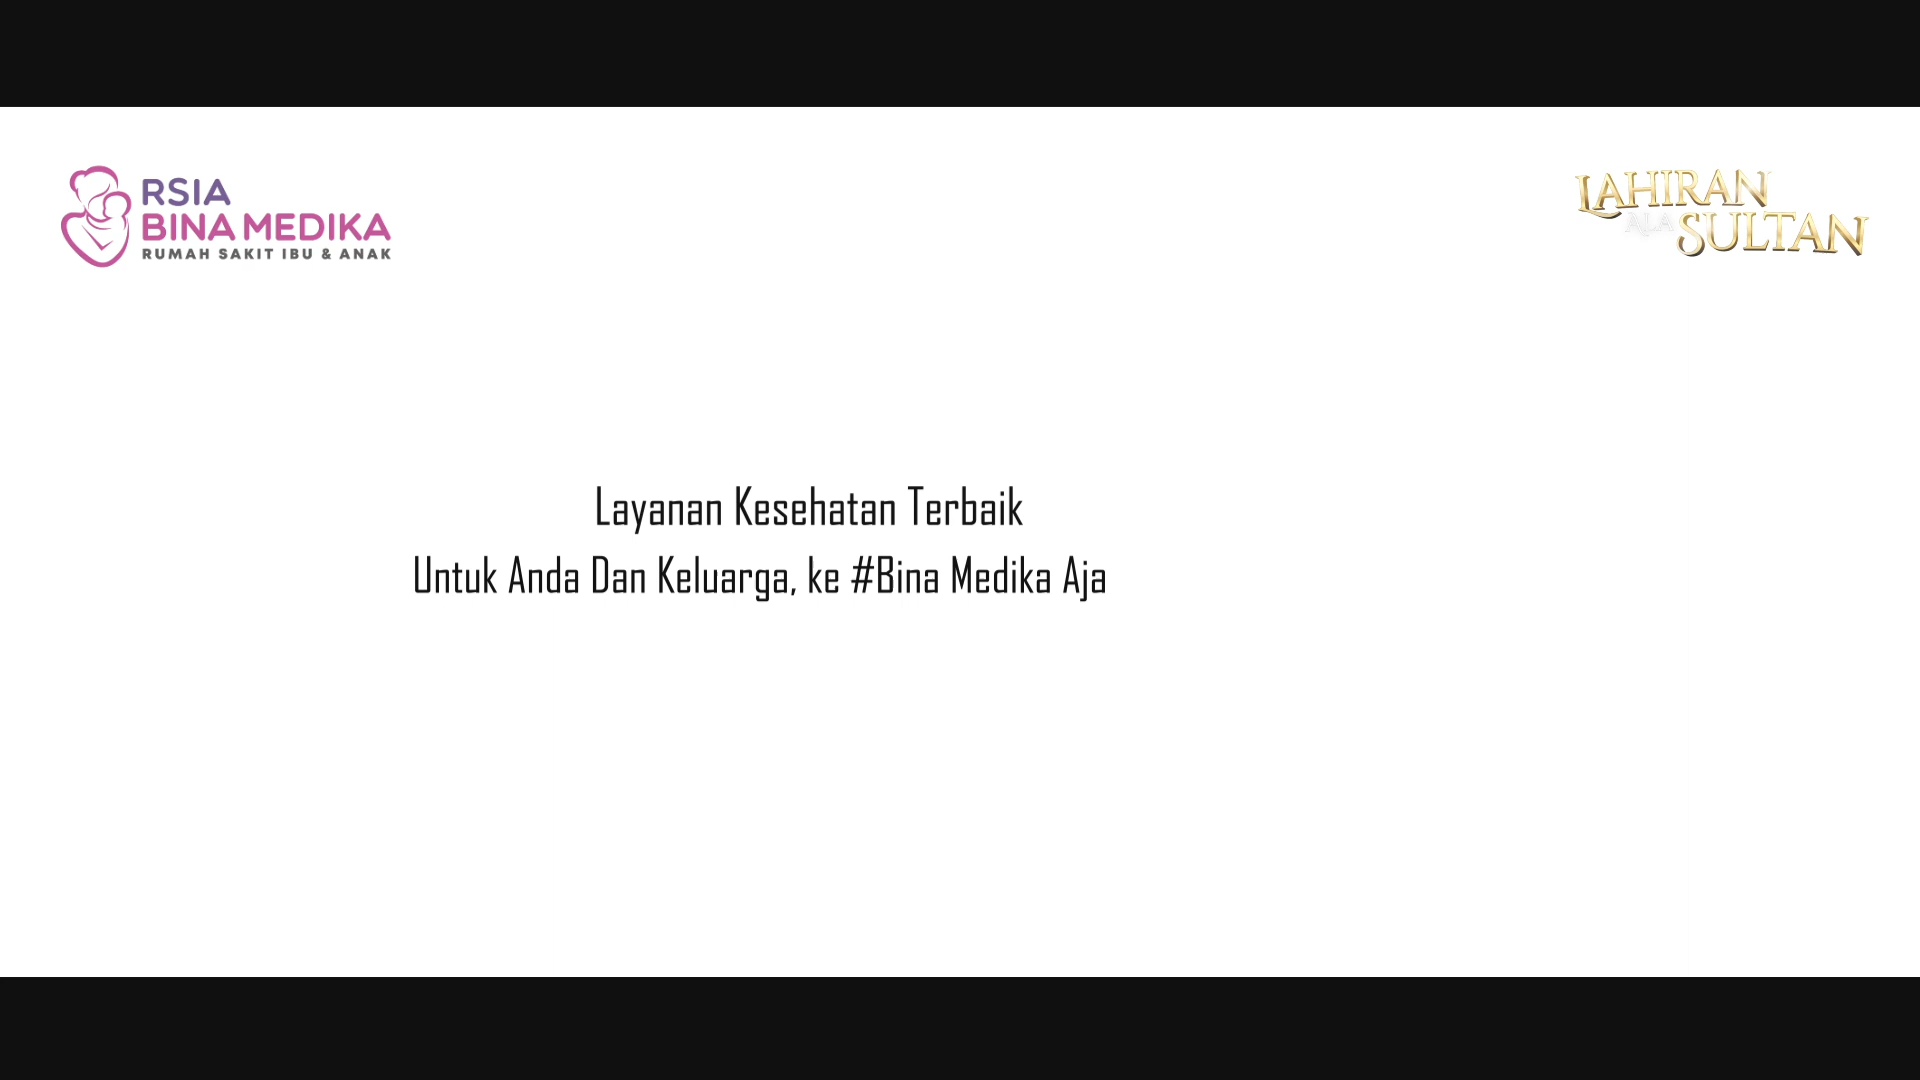 RSIA
BINA MEDIKA
RUMAH SAKIT IBU & ANAK
LAHIRAN
ALA
SULTAN
Layanan Kesehatan Terbaik
Untuk Anda Dan Keluarga, ke #Bina Medika Aja